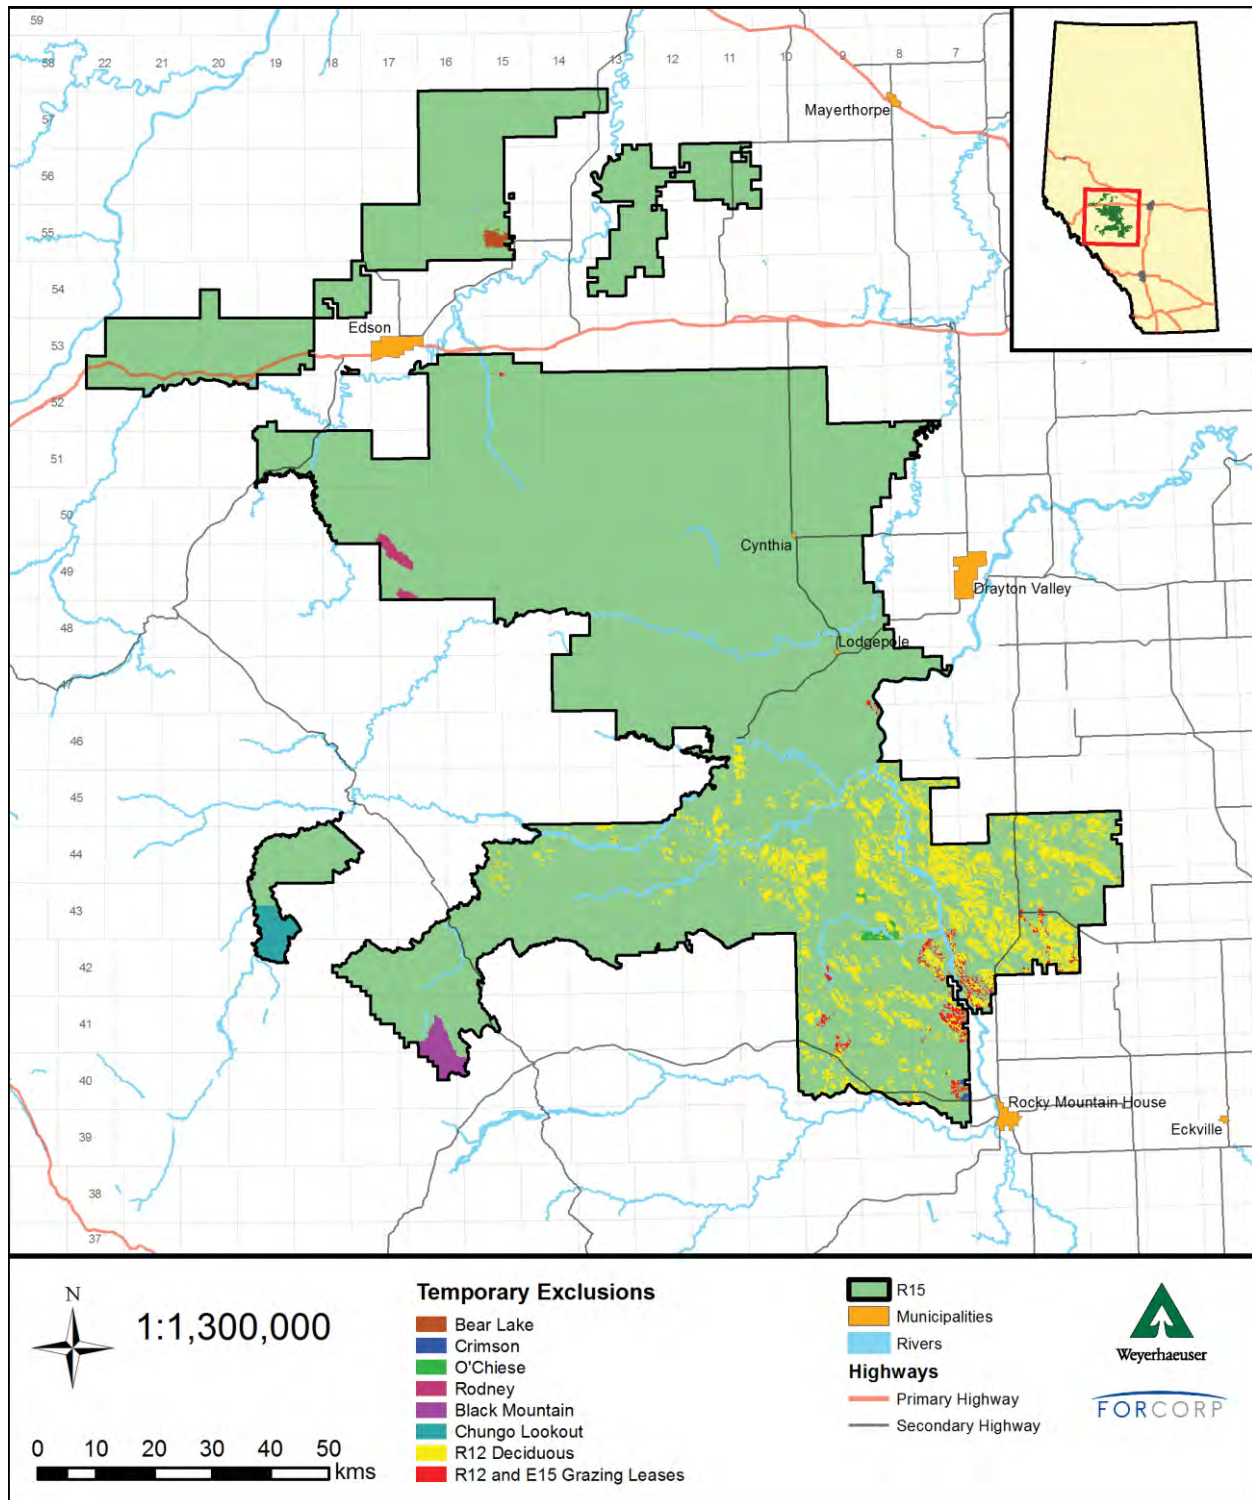 59
58 22 21 20 19 18 17 16 15 14 13 12 11 10 9 8 7
57
Mayerthorpe
56
55
54
Edson
53
52
51
50
Cynthia
49
Drayton Valley
48
Lodgepole
47
46
45
44
43
42
41
40
Rocky Mountain House
39
Eckville
38
37
N
1:1,300,000
0 10 20 30 40 50
kms
Temporary Exclusions
Bear Lake
Crimson
O'Chiese
Rodney
Black Mountain
Chungo Lookout
R12 Deciduous
R12 and E15 Grazing Leases
R15
Municipalities
Rivers
Highways
Primary Highway
Secondary Highway
Weyerhaeuser
FORCORP